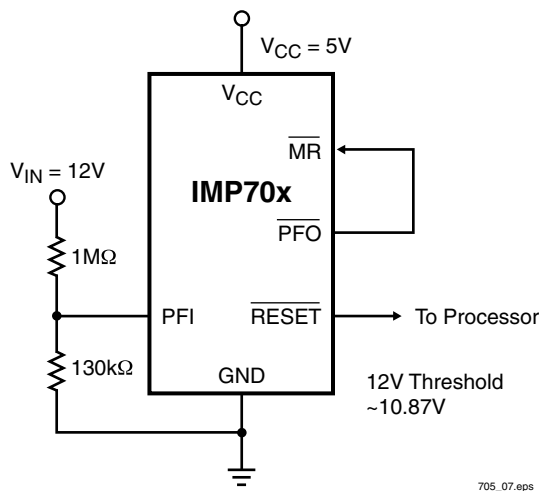 V_CC = 5V
V_CC
MR
V_IN = 12V
IMP70x
PFO
1MΩ
PFI
RESET
To Processor
130kΩ
GND
12V Threshold
~10.87V
705_07.eps